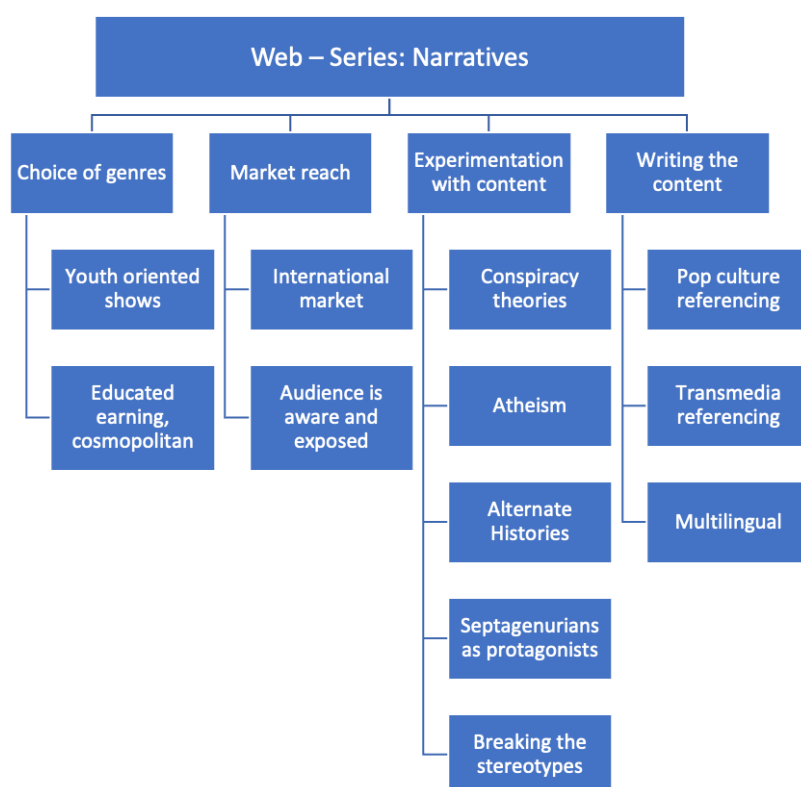 Web – Series: Narratives
Choice of genres
Youth oriented
shows
Educated
earning,
cosmopolitan
Market reach
International
market
Audience is
aware and
exposed
Experimentation
with content
Conspiracy
theories
Atheism
Alternate
Histories
Septagenurians
as protagonists
Breaking the
stereotypes
Writing the
content
Pop culture
referencing
Transmedia
referencing
Multilingual